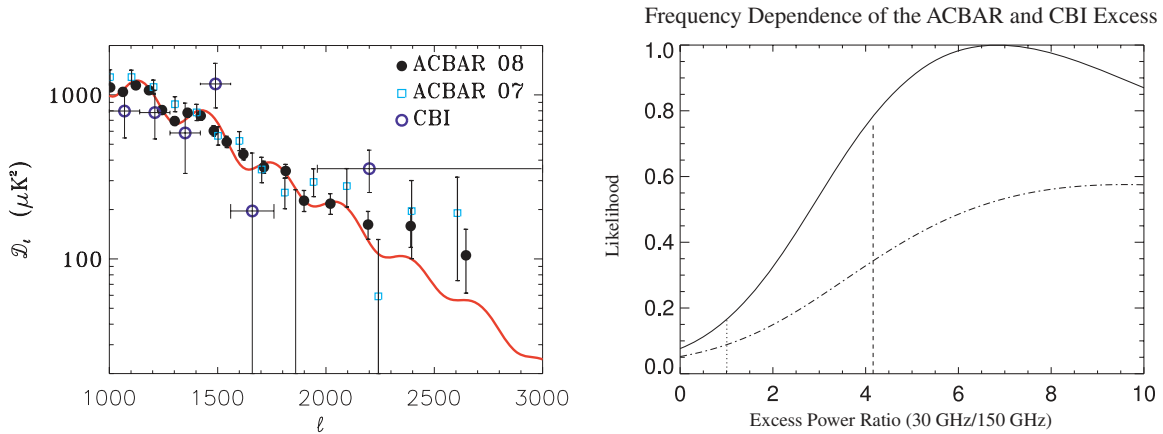 Frequency Dependence of the ACBAR and CBI Excess
ACBAR 08
ACBAR 07
CBI
1000
100
𝒟ℓ (μK²)
1000 1500 2000 2500 3000
ℓ
1.0
0.8
0.6
0.4
0.2
0.0
Likelihood
0 2 4 6 8 10
Excess Power Ratio (30 GHz/150 GHz)